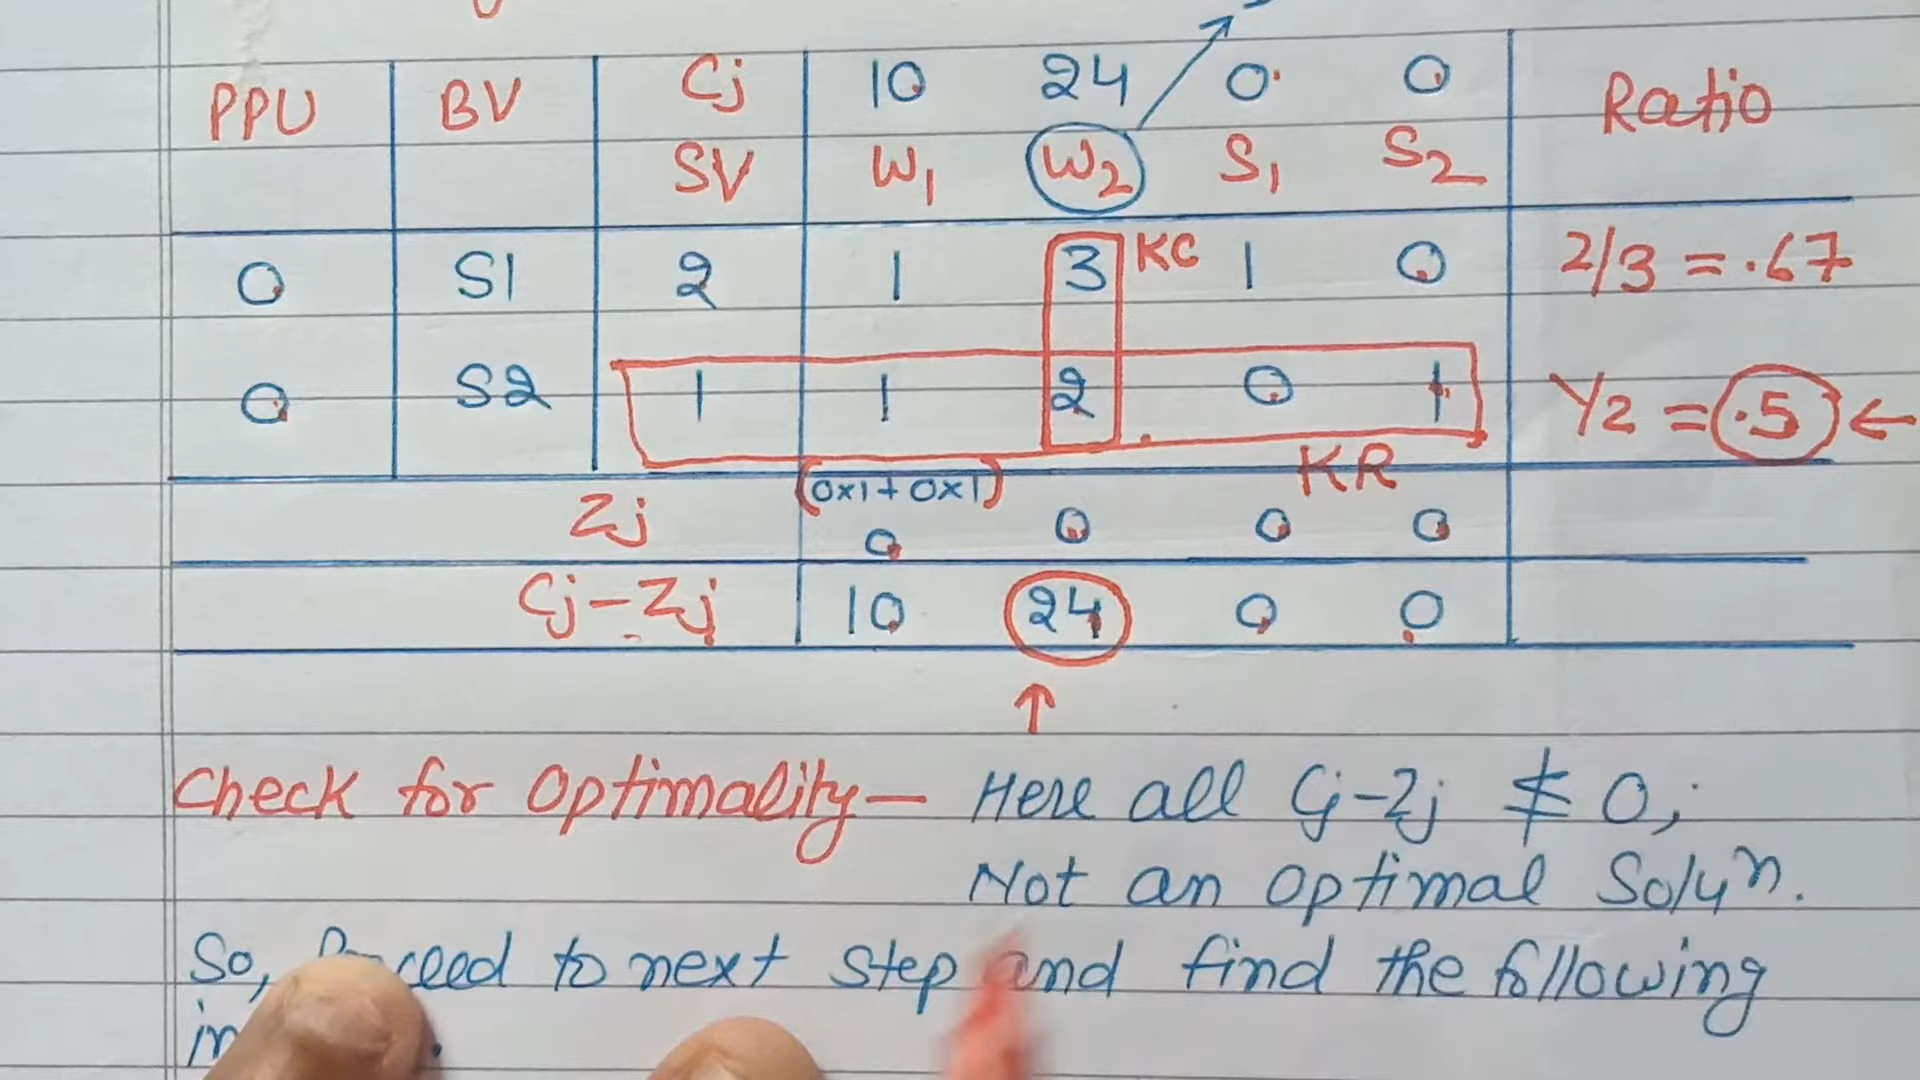 PPU BV Cj 10 24 0 0 Ratio
SV W1 W2 S1 S2
0 S1 2 1 3 KC 1 0 2/3 = .67
0 S2 1 1 2 0 1 1/2 = .5 ←
(0x1+0x1) KR
Zj 0 0 0 0
Cj-Zj 10 24 0 0
↑
Check for Optimality — Here all Cj-Zj ≰ 0;
Not an optimal Soluⁿ.
So, to next step and find the following